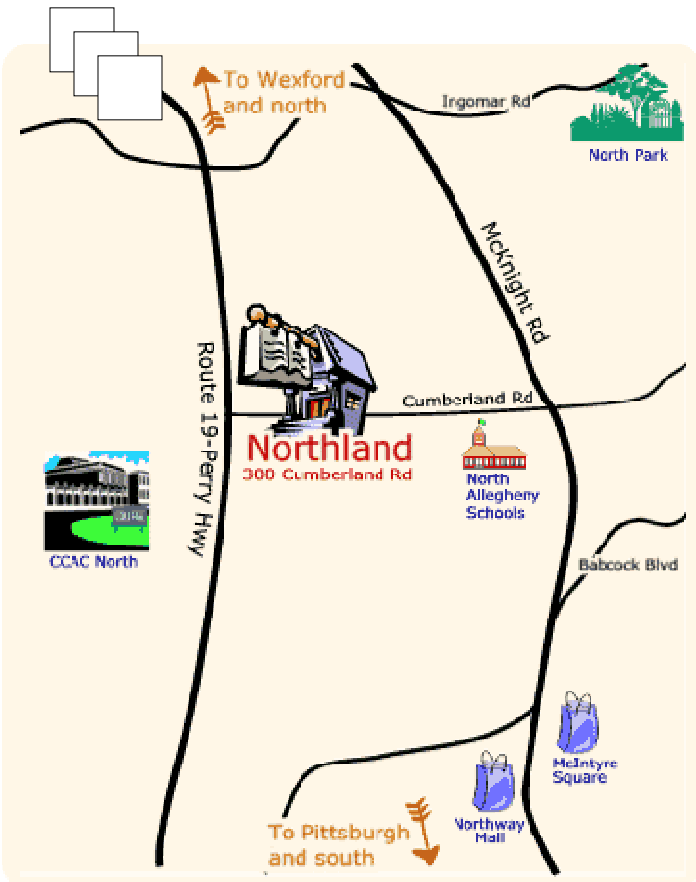 To Wexford
and north
Irgomar Rd
North Park
McKnight Rd
Route 19-Perry Hwy
Cumberland Rd
Northland
300 Cumberland Rd
North
Allegheny
Schools
CCAC North
Babcock Blvd
McIntyre
Square
Northway
Mall
To Pittsburgh
and south